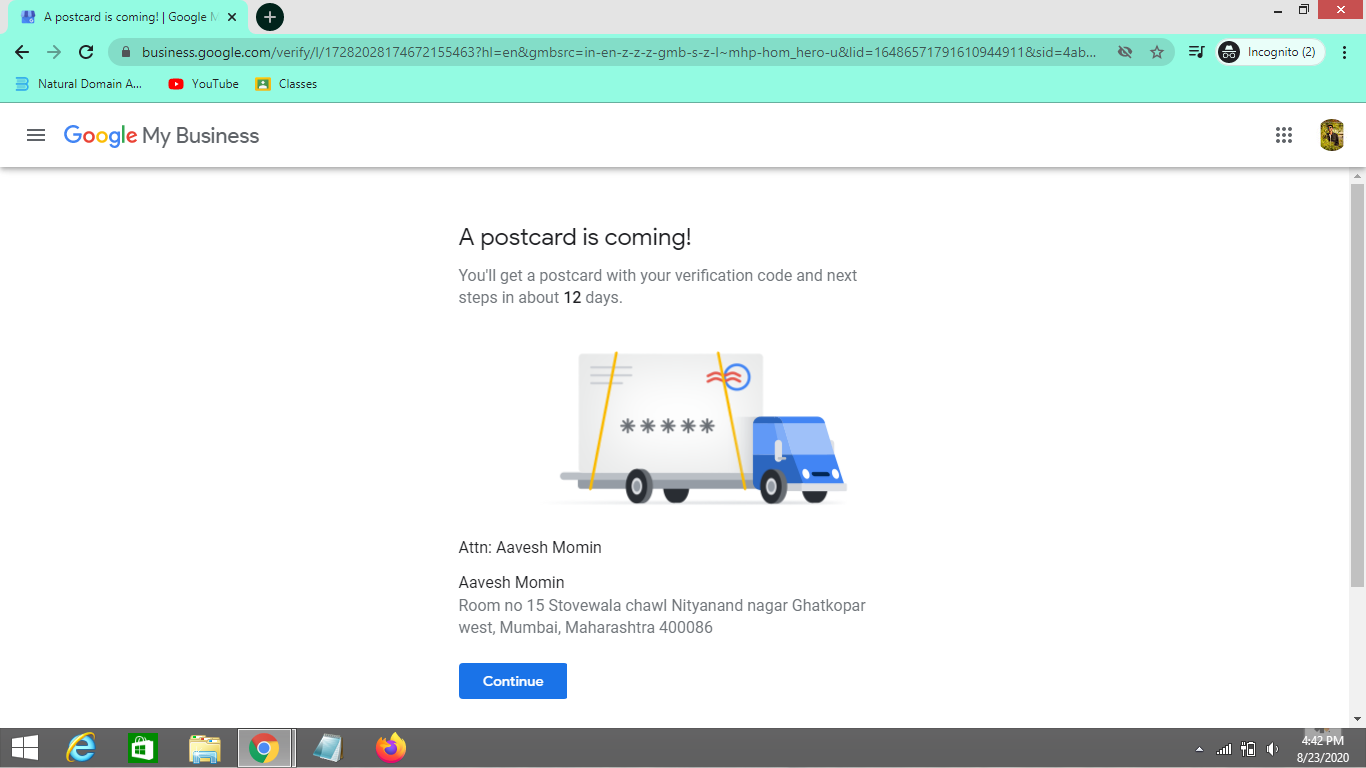 A postcard is coming! | Google M
business.google.com/verify/l/17282028174672155463?hl=en&gmbsrc=in-en-z-z-z-gmb-s-z-l~mhp-hom_hero-u&lid=16486571791610944911&sid=4ab...
Incognito (2)
Natural Domain A...
YouTube
Classes
Google My Business
A postcard is coming!
You'll get a postcard with your verification code and next
steps in about 12 days.
*****
Attn: Aavesh Momin
Aavesh Momin
Room no 15 Stovewala chawl Nityanand nagar Ghatkopar
west, Mumbai, Maharashtra 400086
Continue
4:42 PM
8/23/2020